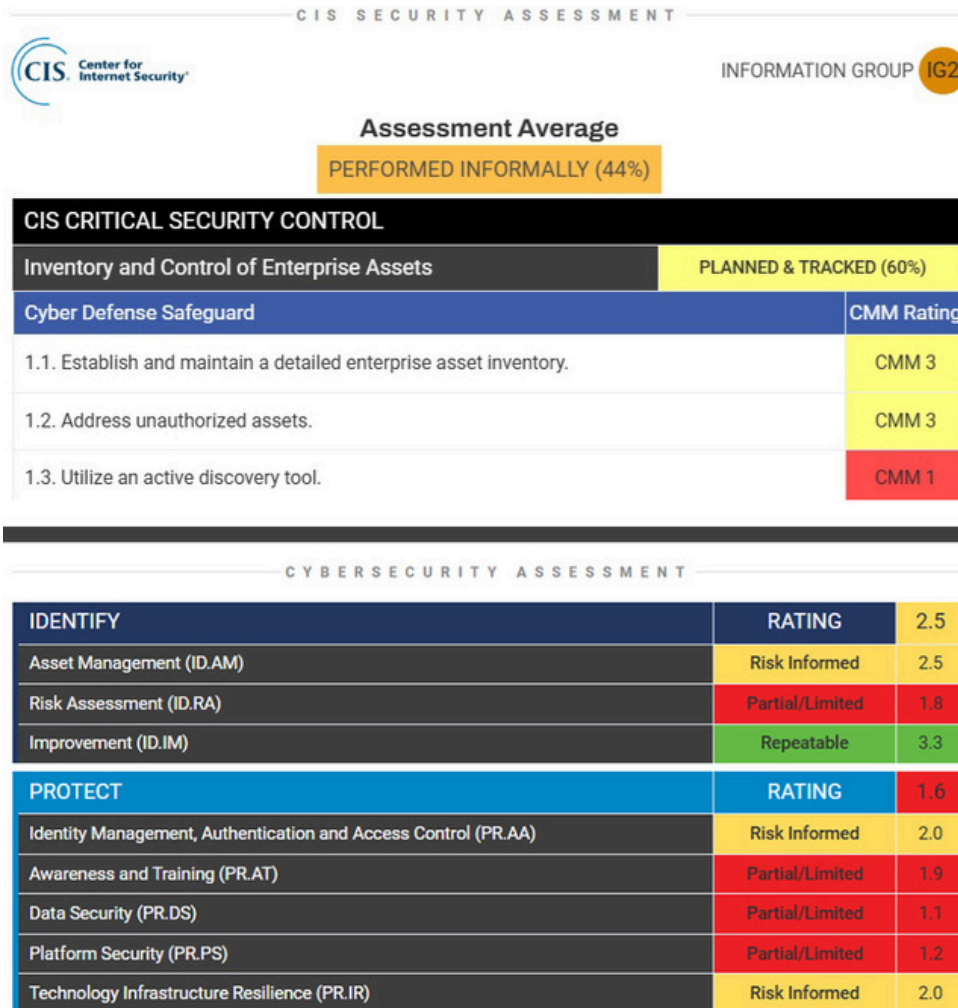 CIS SECURITY ASSESSMENT
CIS. Center for
Internet Security®
INFORMATION GROUP IG2
Assessment Average
PERFORMED INFORMALLY (44%)
CIS CRITICAL SECURITY CONTROL
Inventory and Control of Enterprise Assets PLANNED & TRACKED (60%)
Cyber Defense Safeguard CMM Rating
1.1. Establish and maintain a detailed enterprise asset inventory. CMM 3
1.2. Address unauthorized assets. CMM 3
1.3. Utilize an active discovery tool. CMM 1
CYBERSECURITY ASSESSMENT
IDENTIFY RATING 2.5
Asset Management (ID.AM) Risk Informed 2.5
Risk Assessment (ID.RA) Partial/Limited 1.8
Improvement (ID.IM) Repeatable 3.3
PROTECT RATING 1.6
Identity Management, Authentication and Access Control (PR.AA) Risk Informed 2.0
Awareness and Training (PR.AT) Partial/Limited 1.9
Data Security (PR.DS) Partial/Limited 1.1
Platform Security (PR.PS) Partial/Limited 1.2
Technology Infrastructure Resilience (PR.IR) Risk Informed 2.0